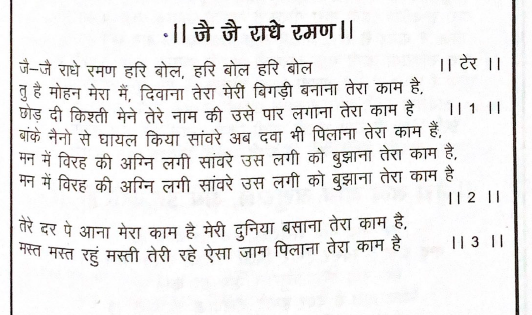 ।। जै जै राधे रमण।।
जै–जै राधे रमण हरि बोल, हरि बोल हरि बोल ।। टेर ।।
तु है मोहन मेरा मैं, दिवाना तेरा मेरी बिगड़ी बनाना तेरा काम है,
छोड़ दी किश्ती मेने तेरे नाम की उसे पार लगाना तेरा काम है ।। 1 ।।
बांके नैनो से घायल किया सांवरे अब दवा भी पिलाना तेरा काम हैं,
मन में विरह की अग्नि लगी सांवरे उस लगी को बुझाना तेरा काम है,
मन में विरह की अग्नि लगी सांवरे उस लगी को बुझाना तेरा काम है
।। 2 ।।
तेरे दर पे आना मेरा काम है मेरी दुनिया बसाना तेरा काम है,
मस्त मस्त रहुं मस्ती तेरी रहे ऐसा जाम पिलाना तेरा काम है ।। 3 ।।